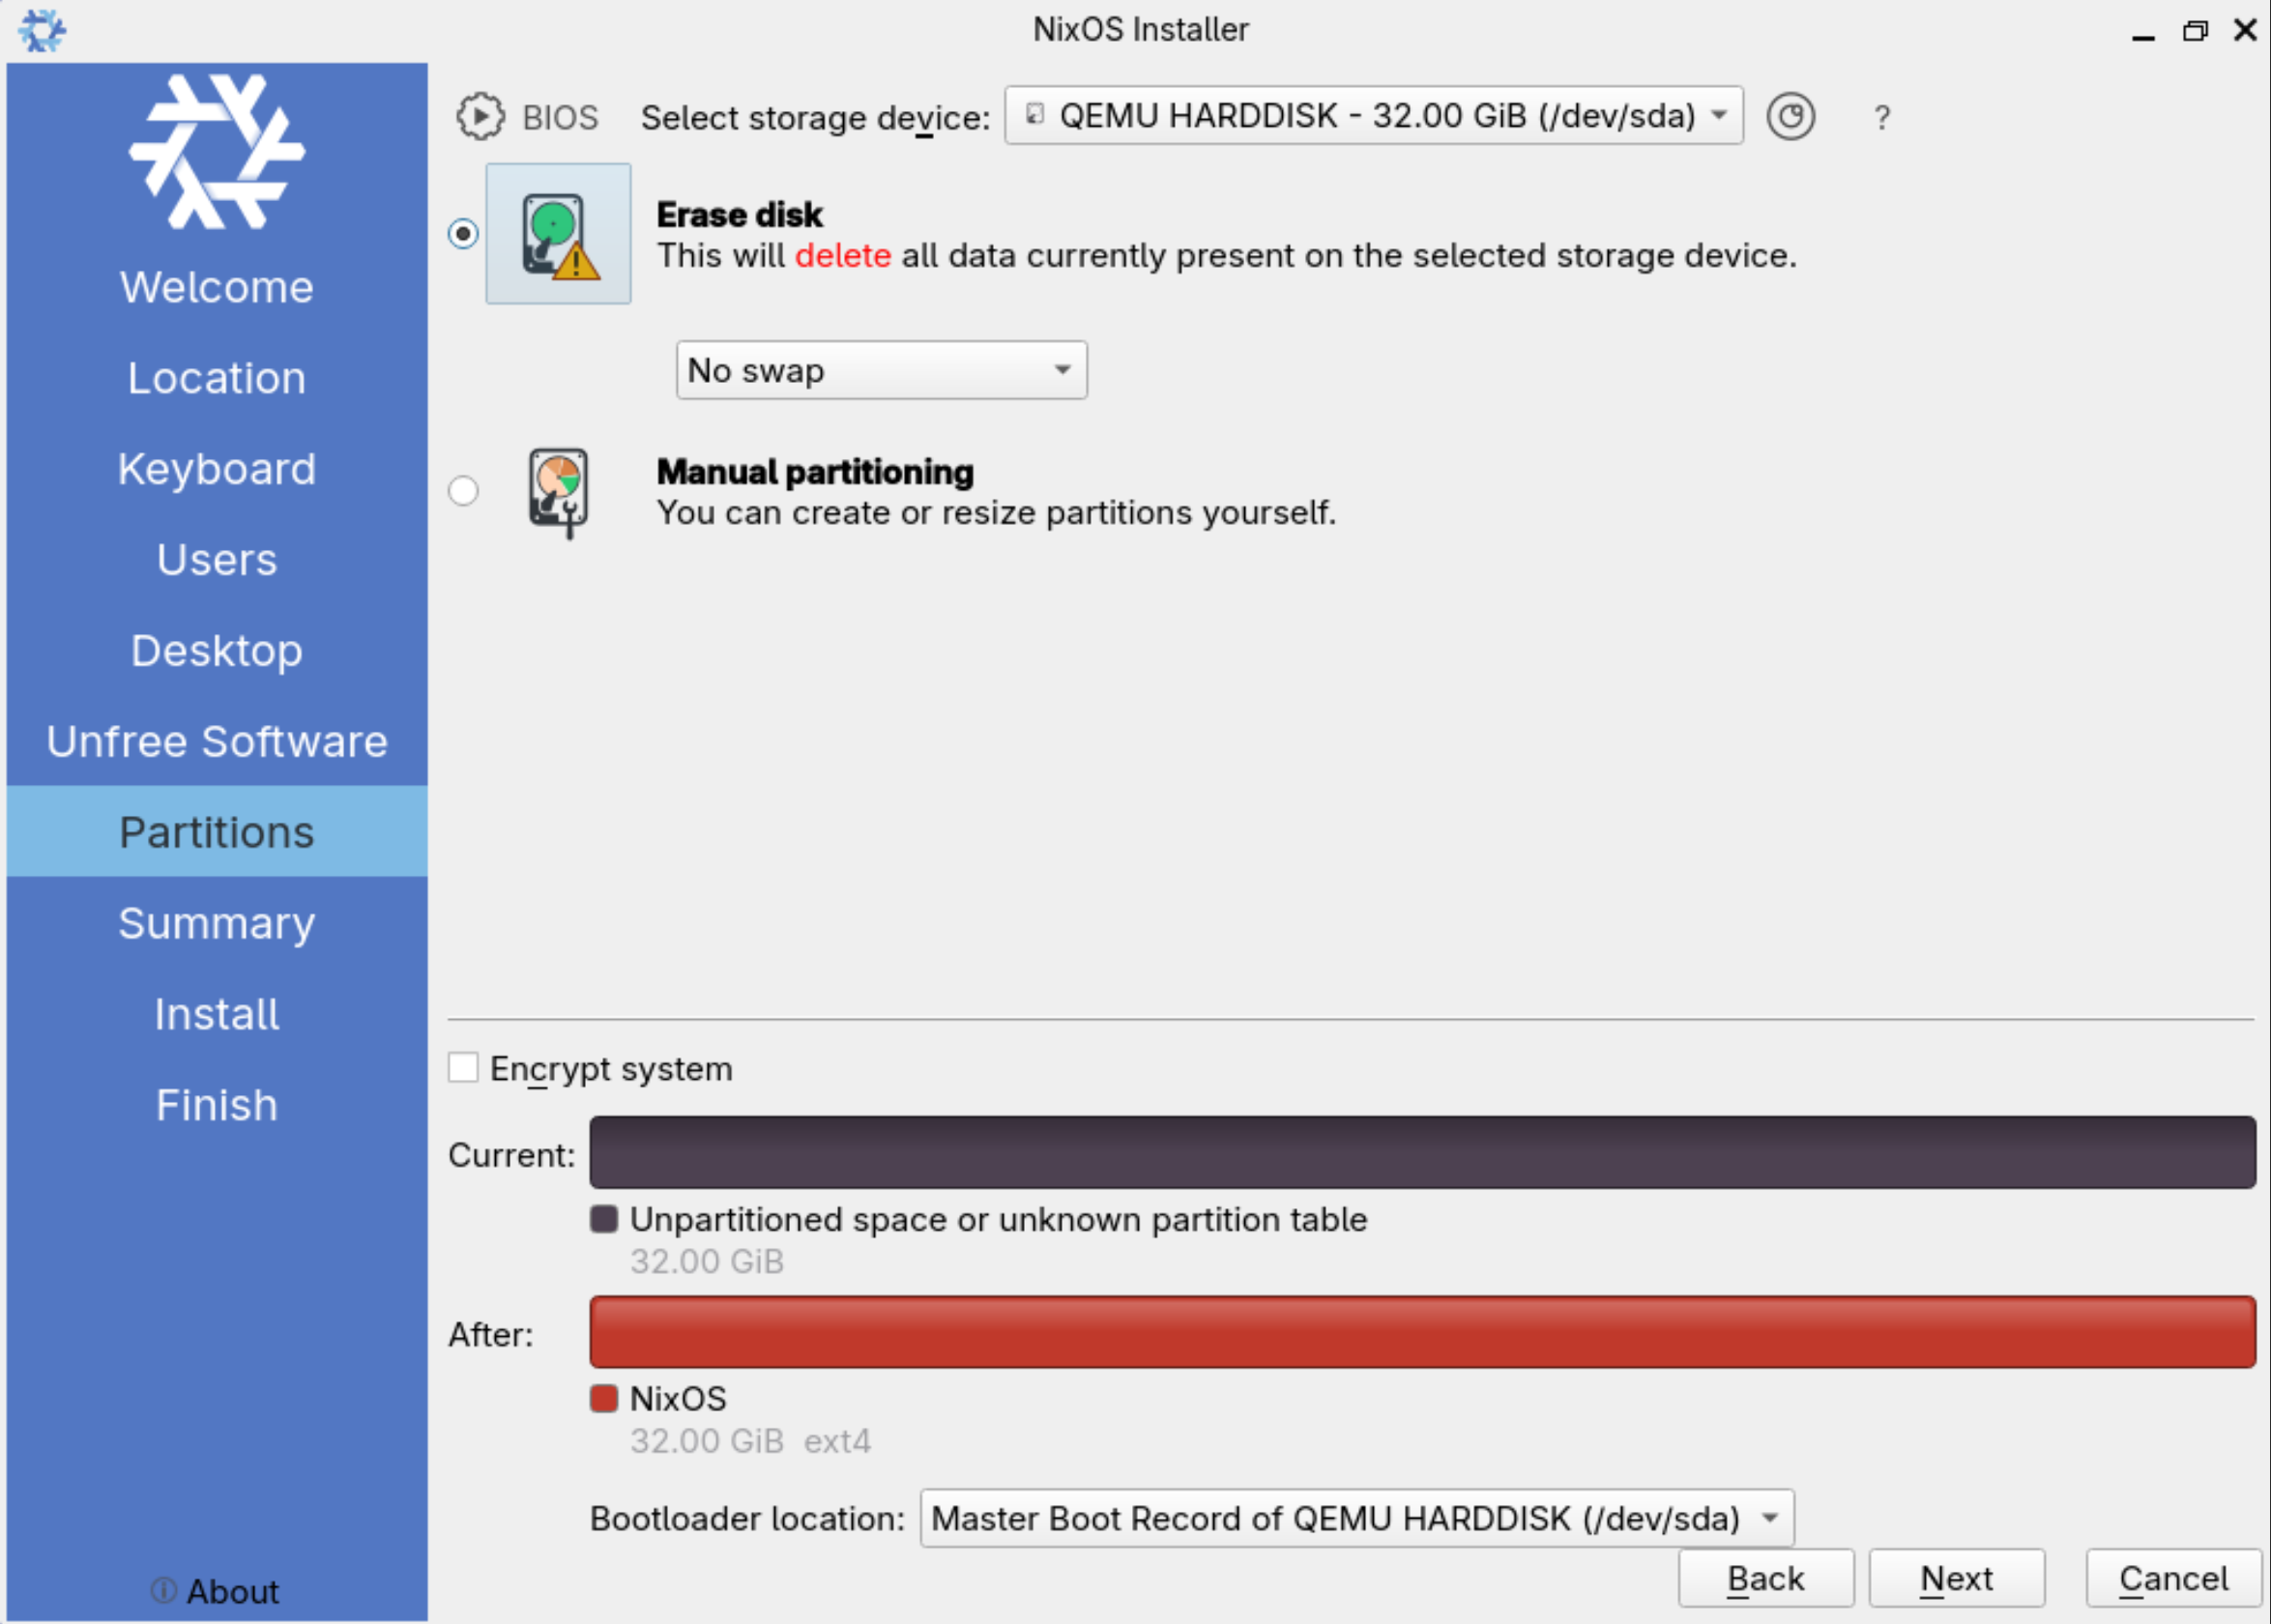 NixOS Installer
BIOS
Select storage device:
QEMU HARDDISK - 32.00 GiB (/dev/sda)
?
Welcome
Location
Keyboard
Users
Desktop
Unfree Software
Partitions
Summary
Install
Finish
About
Erase disk
This will delete all data currently present on the selected storage device.
No swap
Manual partitioning
You can create or resize partitions yourself.
Encrypt system
Current:
Unpartitioned space or unknown partition table
32.00 GiB
After:
NixOS
32.00 GiB ext4
Bootloader location: Master Boot Record of QEMU HARDDISK (/dev/sda)
Back
Next
Cancel